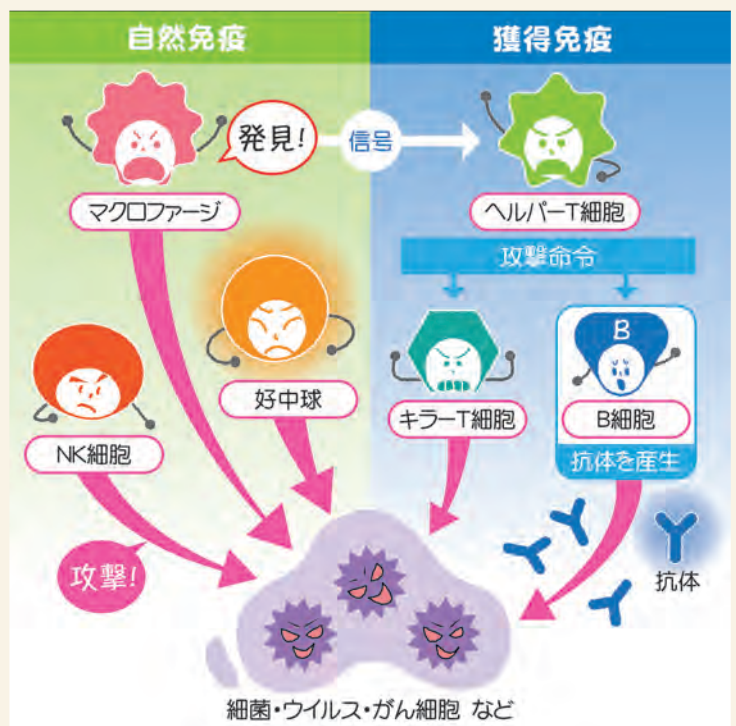 自然免疫
獲得免疫
発見!
信号
マクロファージ
ヘルパーT細胞
攻撃命令
B
NK細胞
好中球
キラーT細胞
B細胞
抗体を産生
攻撃!
抗体
細菌・ウイルス・がん細胞 など